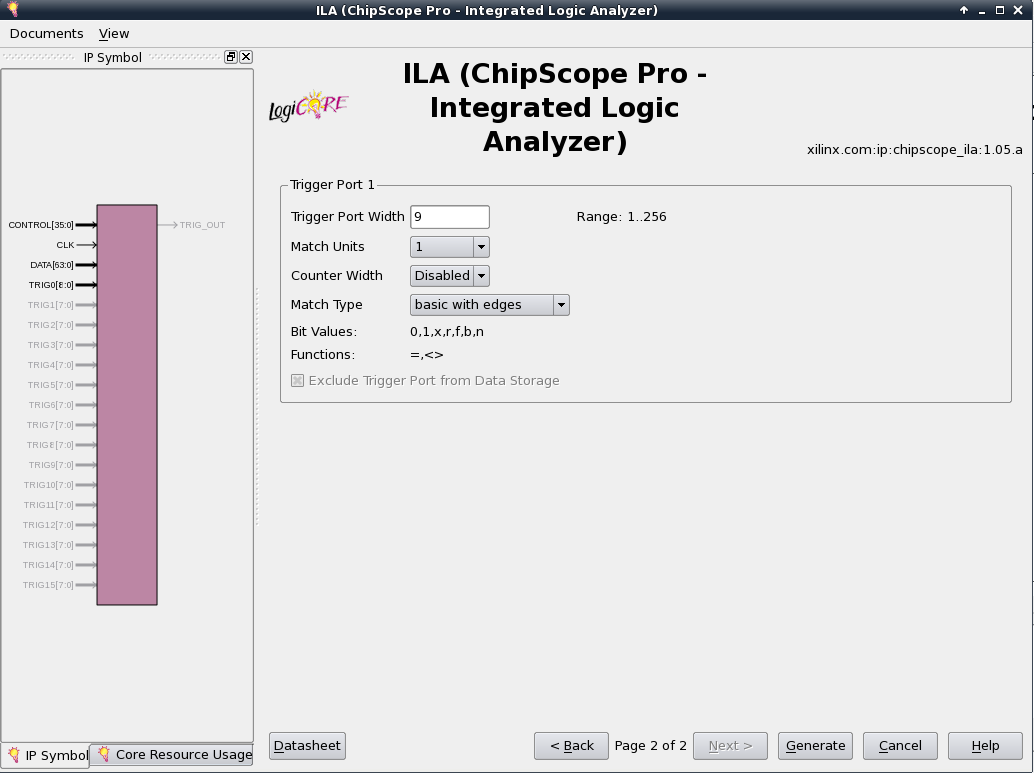 ILA (ChipScope Pro - Integrated Logic Analyzer)
Documents View
IP Symbol
CONTROL[35:0]
CLK
DATA[63:0]
TRIG0[8:0]
TRIG1[7:0]
TRIG2[7:0]
TRIG3[7:0]
TRIG4[7:0]
TRIG5[7:0]
TRIG6[7:0]
TRIG7[7:0]
TRIG8[7:0]
TRIG9[7:0]
TRIG10[7:0]
TRIG11[7:0]
TRIG12[7:0]
TRIG13[7:0]
TRIG14[7:0]
TRIG15[7:0]
TRIG_OUT
IP Symbol
Core Resource Usage
LogiCORE
ILA (ChipScope Pro -
Integrated Logic
Analyzer)
xilinx.com:ip:chipscope_ila:1.05.a
Trigger Port 1
Trigger Port Width 9 Range: 1..256
Match Units 1
Counter Width Disabled
Match Type basic with edges
Bit Values: 0,1,x,r,f,b,n
Functions: =,<>
Exclude Trigger Port from Data Storage
Datasheet
< Back
Page 2 of 2
Next >
Generate
Cancel
Help